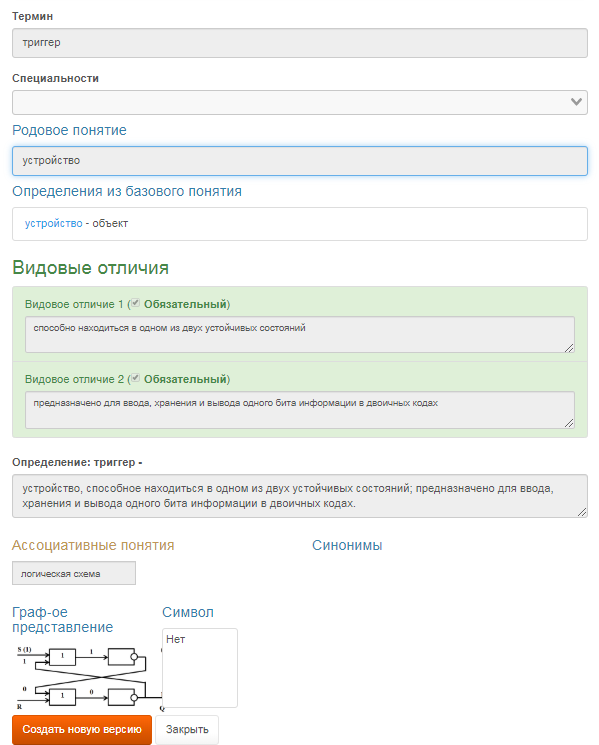 Термин
триггер
Специальности
Родовое понятие
устройство
Определения из базового понятия
устройство - объект
Видовые отличия
Видовое отличие 1 (Обязательный)
способно находиться в одном из двух устойчивых состояний
Видовое отличие 2 (Обязательный)
предназначено для ввода, хранения и вывода одного бита информации в двоичных кодах
Определение: триггер -
устройство, способное находиться в одном из двух устойчивых состояний; предназначено для ввода,
хранения и вывода одного бита информации в двоичных кодах.
Ассоциативные понятия
Синонимы
логическая схема
Граф-ое
представление
Символ
Нет
S (1)
1
1
1
0
1
0
R
Q
Создать новую версию
Закрыть